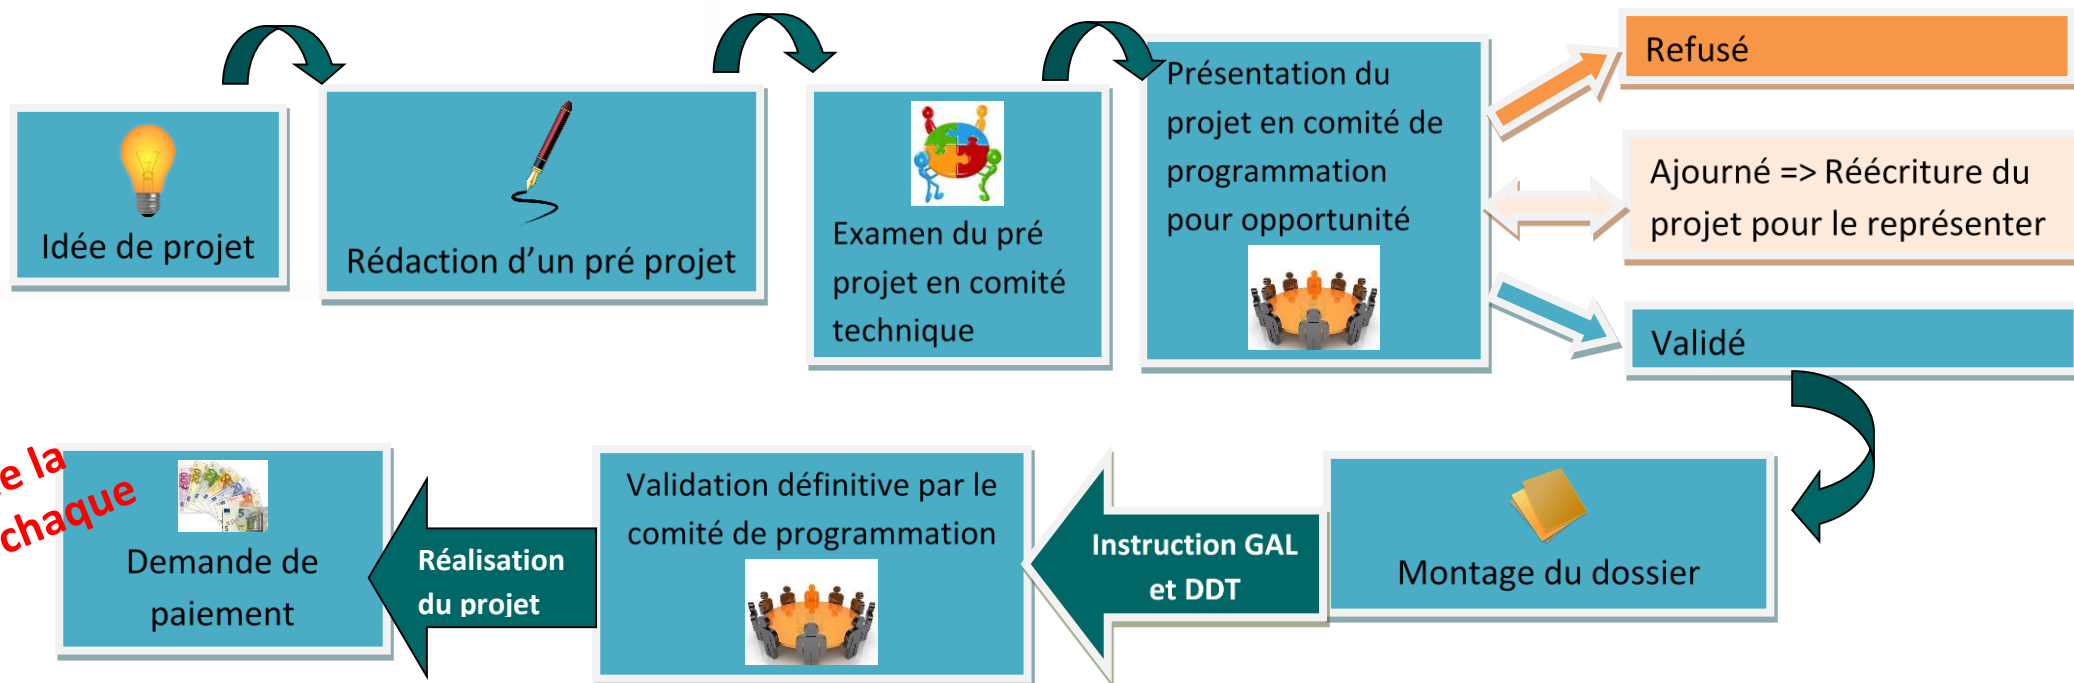 Idée de projet
Rédaction d'un pré projet
Examen du pré
projet en comité
technique
Présentation du
projet en comité de
programmation
pour opportunité
Refusé
Ajourné => Réécriture du
projet pour le représenter
Validé
Montage du dossier
Instruction GAL
et DDT
Validation définitive par le
comité de programmation
Réalisation
du projet
Demande de
paiement
la
chaque